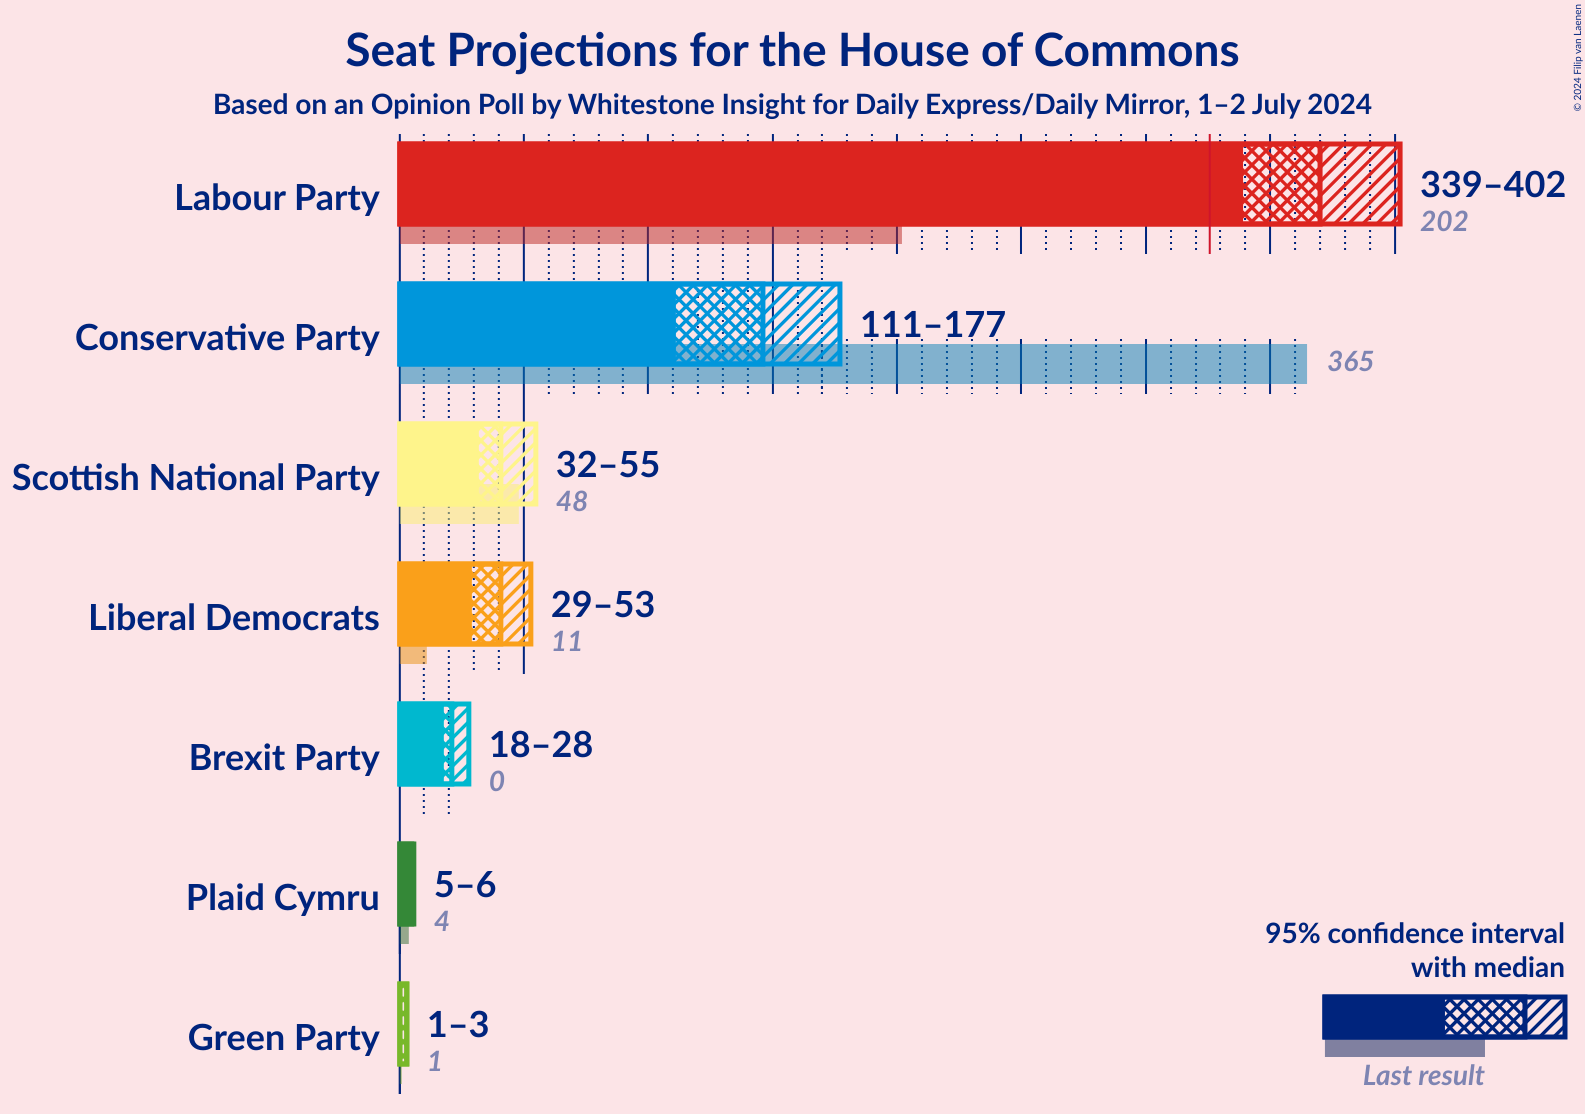 Seat Projections for the House of Commons
Based on an Opinion Poll by Whitestone Insight for Daily Express/Daily Mirror, 1–2 July 2024
© 2024 Filip van Laenen
Labour Party
339–402
202
Conservative Party
111–177
365
Scottish National Party
32–55
48
Liberal Democrats
29–53
11
Brexit Party
18–28
0
Plaid Cymru
5–6
4
Green Party
1–3
1
95% confidence interval
with median
Last result